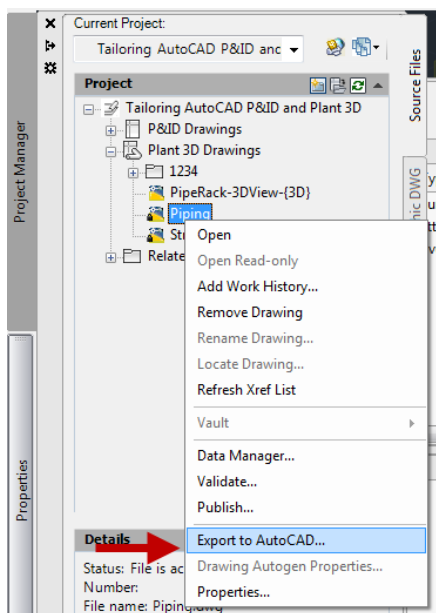 Current Project:
Tailoring AutoCAD P&ID anc
Project
Tailoring AutoCAD P&ID and Plant 3D
P&ID Drawings
Plant 3D Drawings
1234
PipeRack-3DView-{3D}
Piping
Str
Relate
Open
Open Read-only
Add Work History...
Remove Drawing
Rename Drawing...
Locate Drawing...
Refresh Xref List
Vault
Data Manager...
Validate...
Publish...
Export to AutoCAD...
Drawing Autogen Properties...
Properties...
Details
Status: File is ac
Number:
File name: Piping.dwg
Project Manager
Properties
Source Files
DWG